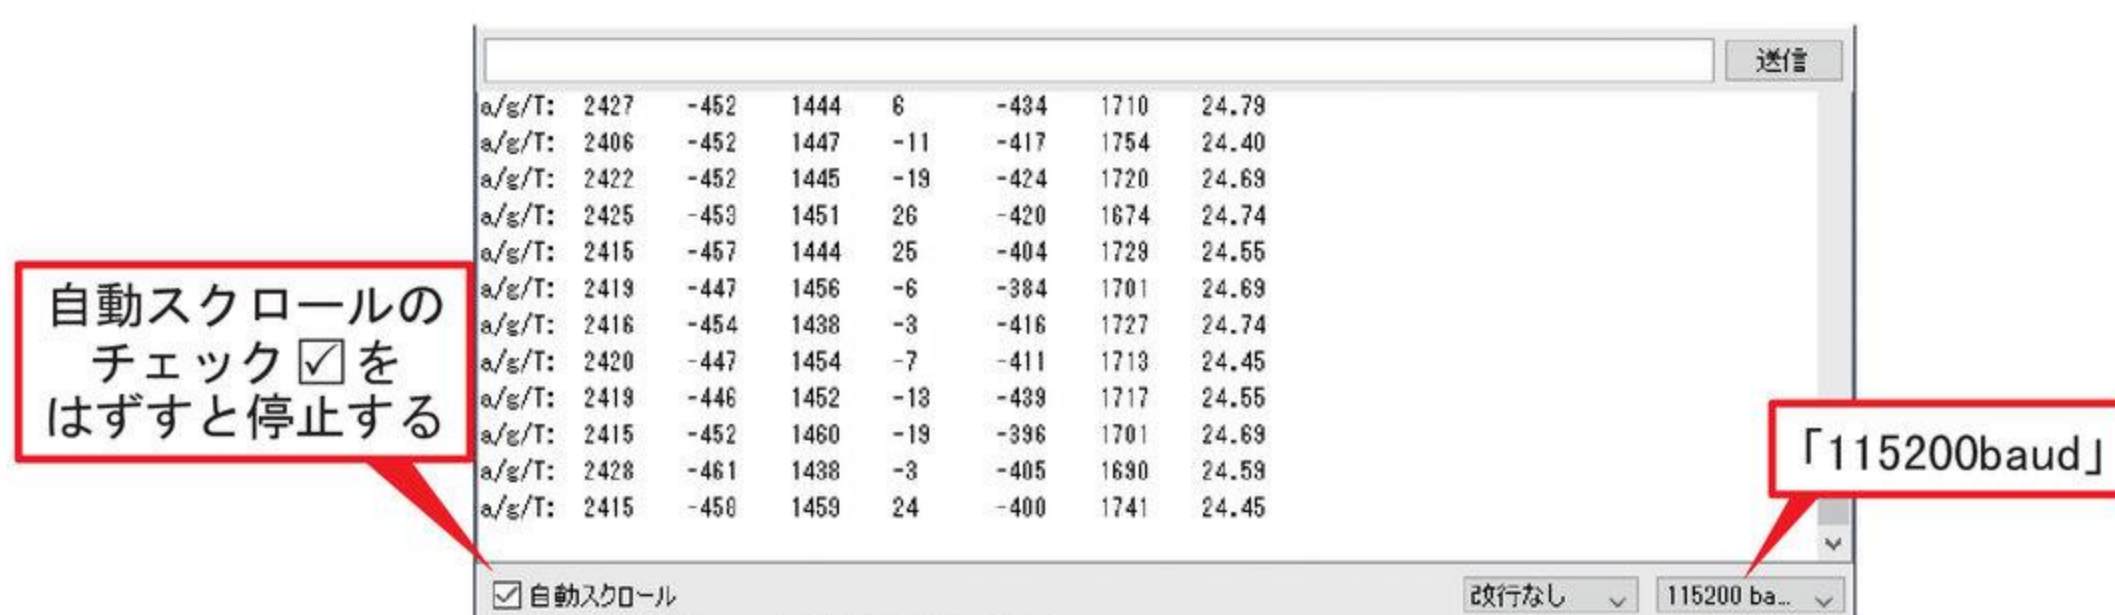 送信
a/g/T: 2427 -452 1444 6 -434 1710 24.79
a/g/T: 2406 -452 1447 -11 -417 1754 24.40
a/g/T: 2422 -452 1445 -19 -424 1720 24.69
a/g/T: 2425 -453 1451 26 -420 1674 24.74
a/g/T: 2415 -457 1444 25 -404 1729 24.55
a/g/T: 2419 -447 1456 -6 -384 1701 24.69
a/g/T: 2416 -454 1438 -3 -416 1727 24.74
a/g/T: 2420 -447 1454 -7 -411 1713 24.45
a/g/T: 2419 -446 1452 -13 -439 1717 24.55
a/g/T: 2415 -452 1460 -19 -396 1701 24.69
a/g/T: 2428 -461 1438 -3 -405 1690 24.59
a/g/T: 2415 -458 1459 24 -400 1741 24.45
自動スクロールの
チェック☑を
はずすと停止する
「115200baud」
☑自動スクロール
改行なし
115200 ba...